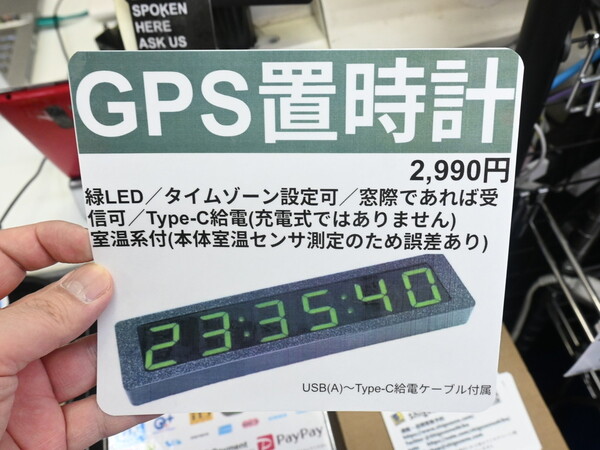 SPOKEN
HERE
ASK US
GPS置時計
2,990円
緑LED／タイムゾーン設定可／窓際であれば受
信可／Type-C給電(充電式ではありません)
室温系付(本体室温センサ測定のため誤差あり)
23:35:40
USB(A)～Type-C給電ケーブル付属
G+
PayPay